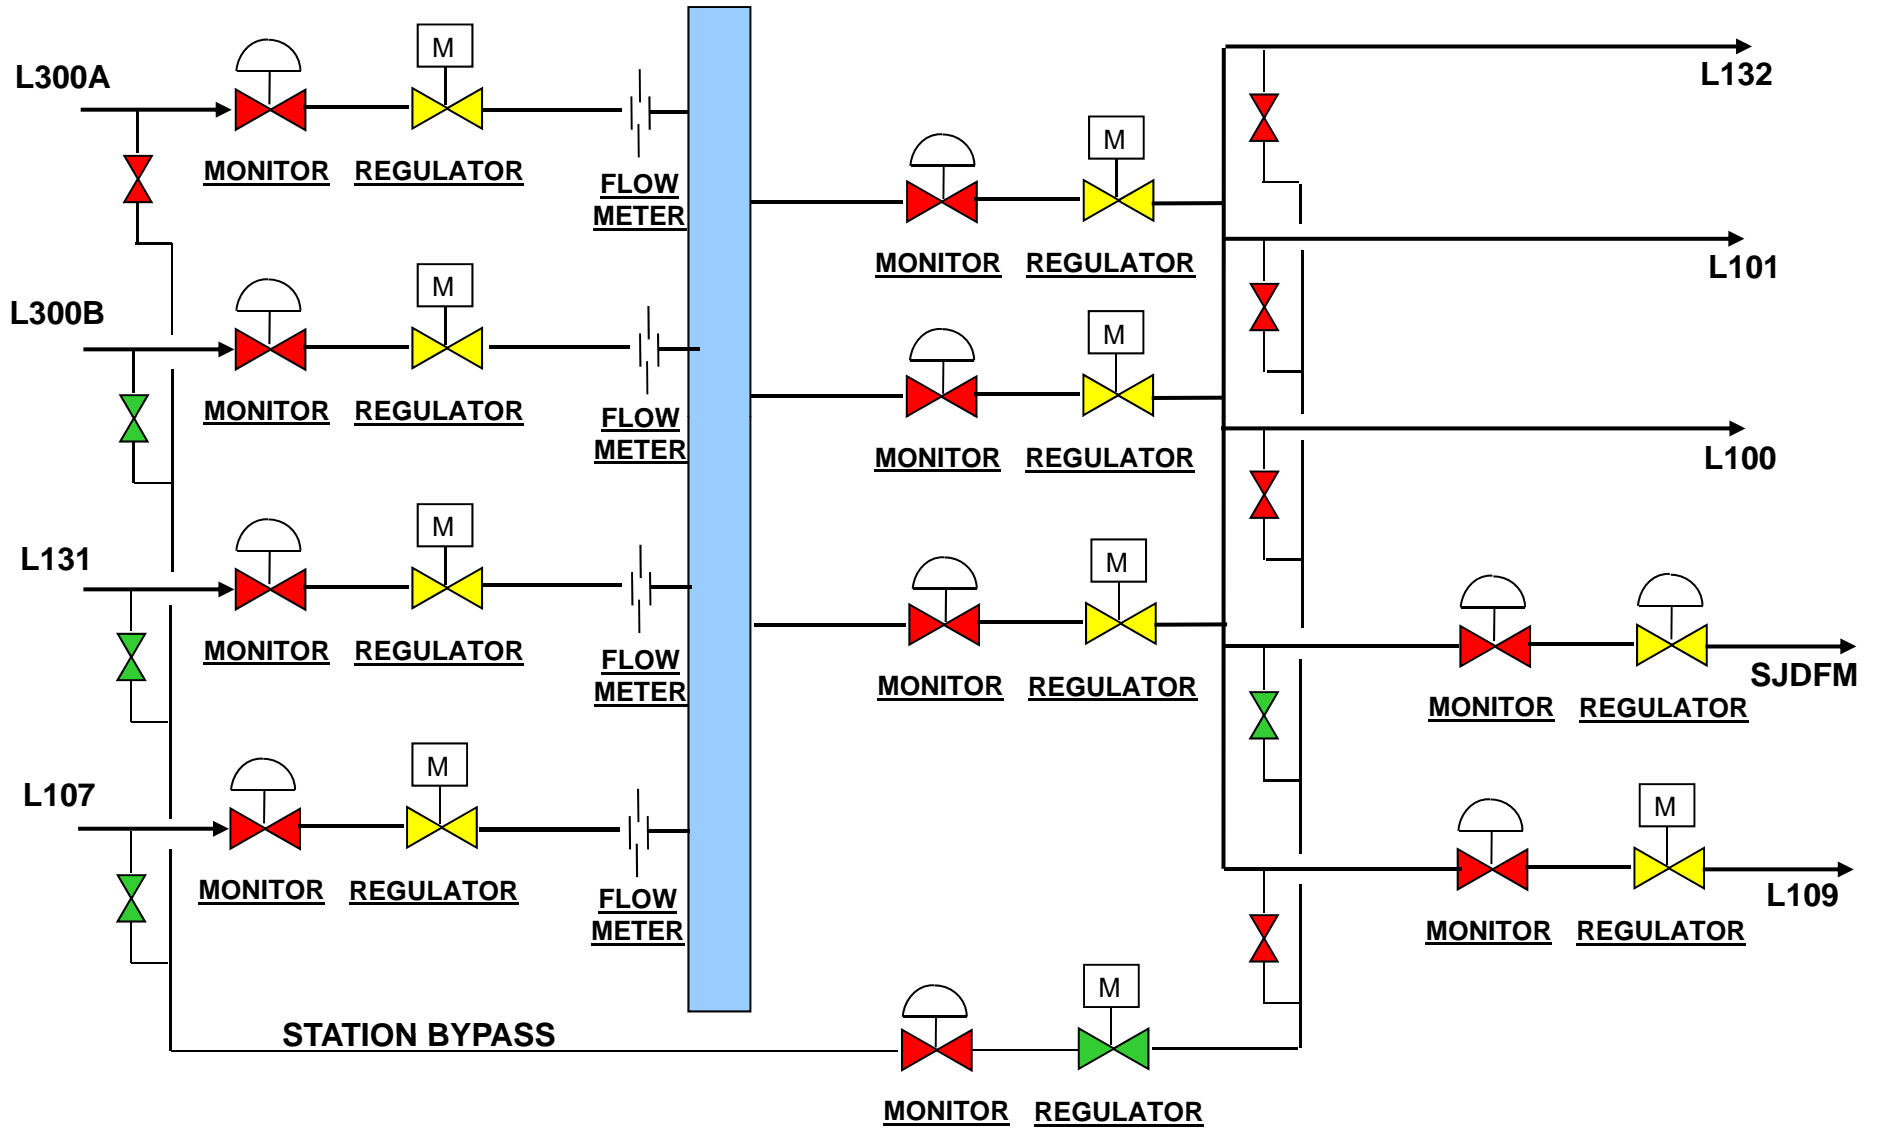 M
M
L132
L300A
M
MONITOR REGULATOR
FLOW
METER
MONITOR REGULATOR
L101
M
L300B
M
MONITOR REGULATOR
FLOW
METER
MONITOR REGULATOR
L100
M
L131
M
MONITOR REGULATOR
FLOW
METER
MONITOR REGULATOR
SJDFM
MONITOR REGULATOR
M
L107
M
MONITOR REGULATOR
FLOW
METER
L109
MONITOR REGULATOR
M
STATION BYPASS
MONITOR REGULATOR